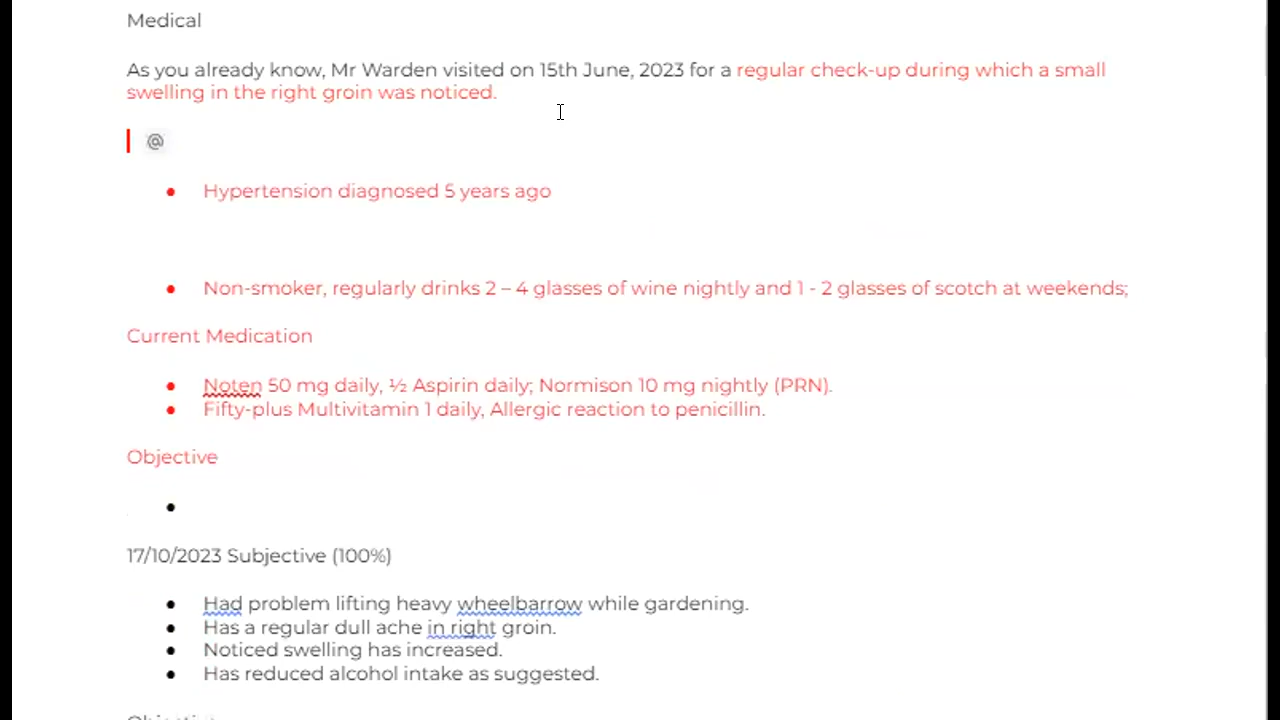 Medical
As you already know, Mr Warden visited on 15th June, 2023 for a regular check-up during which a small
swelling in the right groin was noticed.
@
• Hypertension diagnosed 5 years ago
• Non-smoker, regularly drinks 2 – 4 glasses of wine nightly and 1 - 2 glasses of scotch at weekends;
Current Medication
• Noten 50 mg daily, ½ Aspirin daily; Normison 10 mg nightly (PRN).
• Fifty-plus Multivitamin 1 daily, Allergic reaction to penicillin.
Objective
•
17/10/2023 Subjective (100%)
• Had problem lifting heavy wheelbarrow while gardening.
• Has a regular dull ache in right groin.
• Noticed swelling has increased.
• Has reduced alcohol intake as suggested.